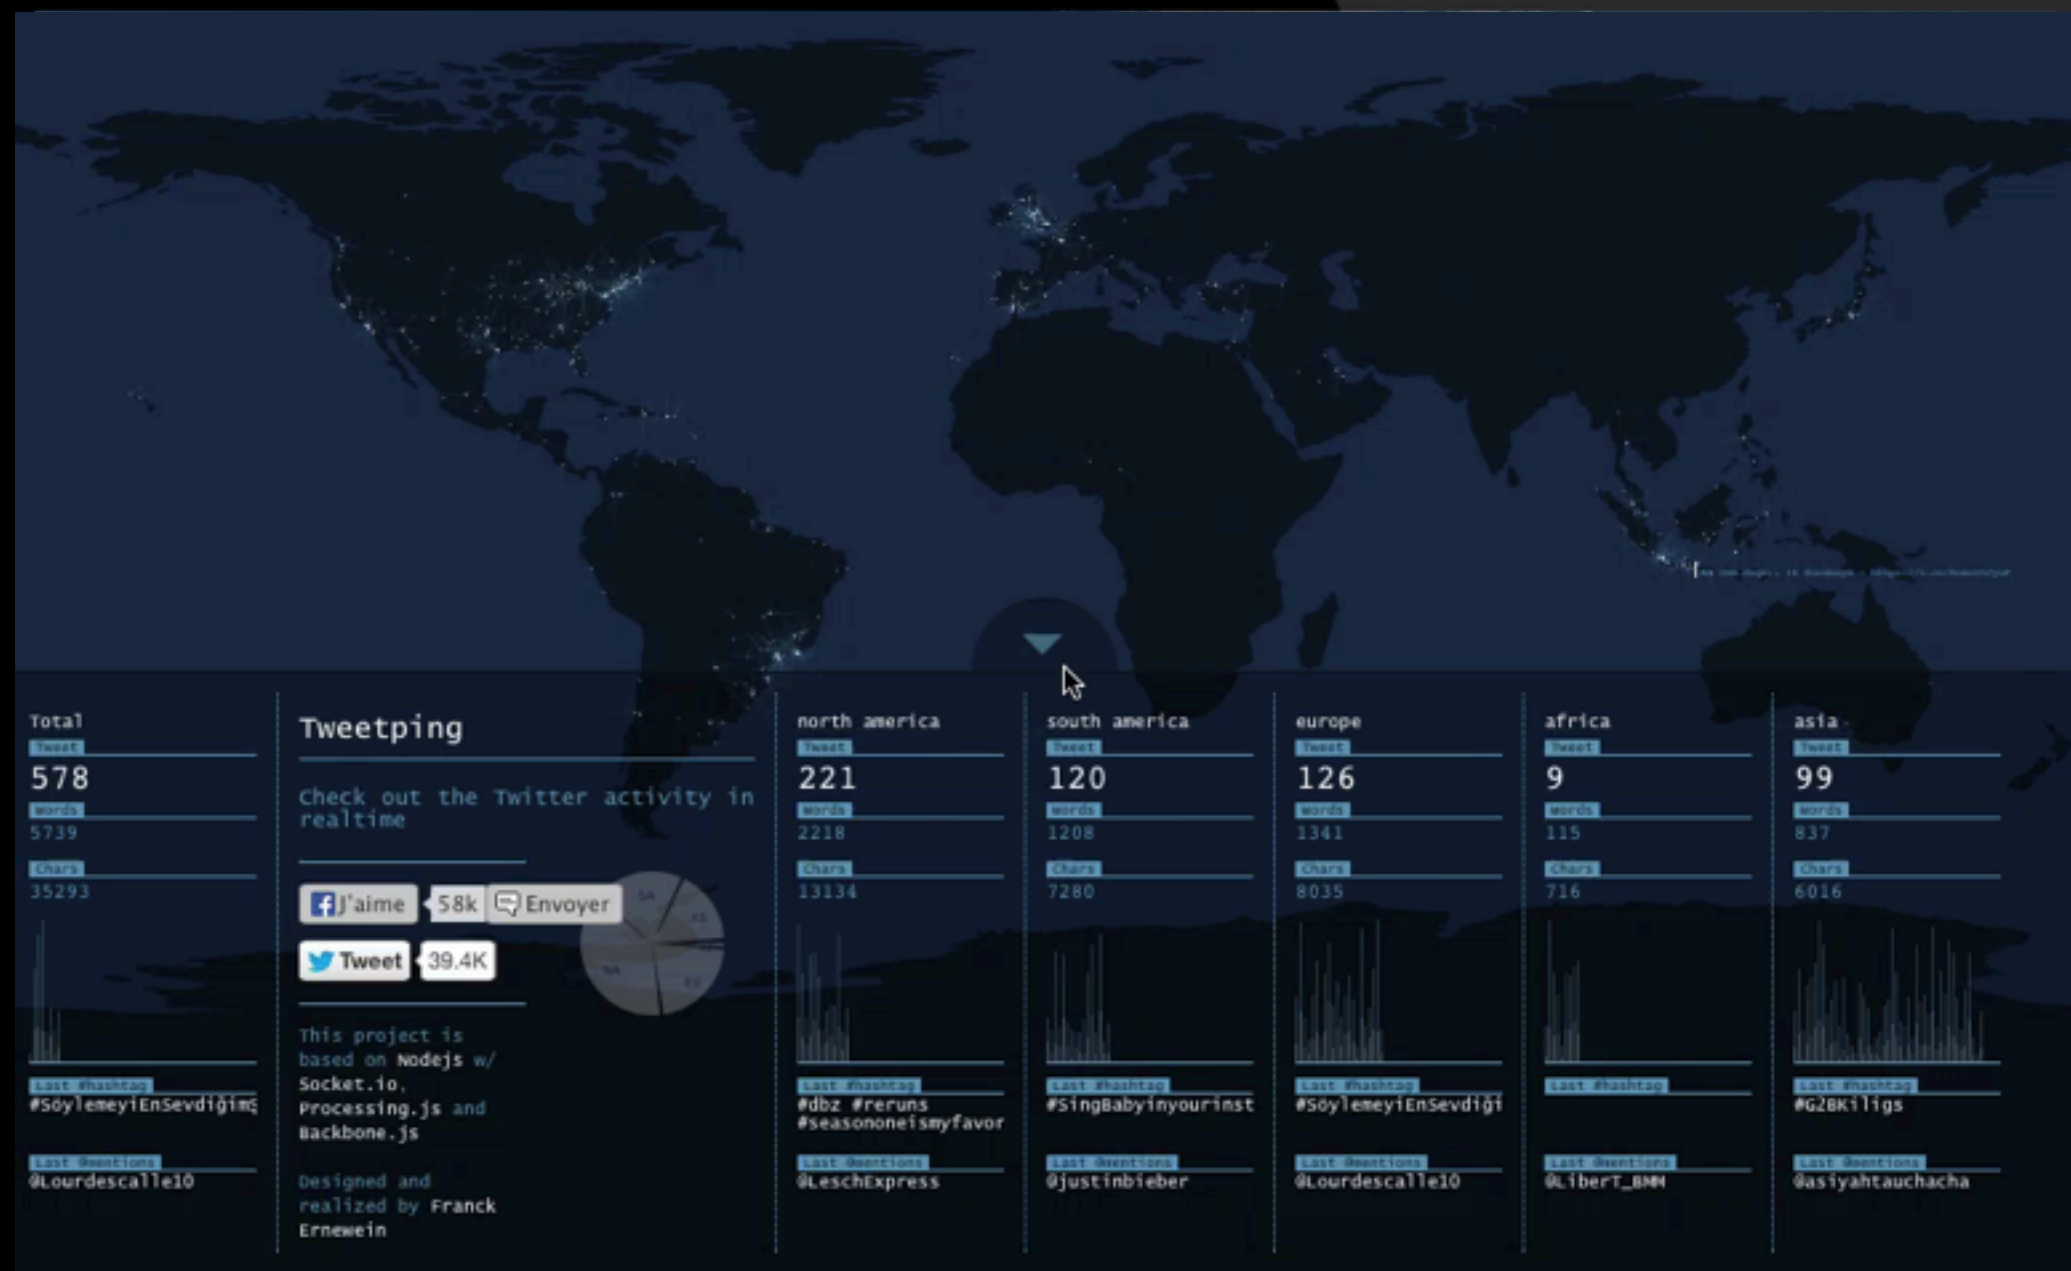 Total
Tweet
578
Words
5739
Chars
35293
Last #hashtag
#SöylemeyiEnSevdiğimS
Last @mentions
@Lourdescalle10
Tweetping
Check out the Twitter activity in
realtime
J'aime 58k Envoyer
Tweet 39.4K
This project is
based on Nodejs w/
Socket.io,
Processing.js and
Backbone.js
Designed and
realized by Franck
Ernewein
SA
AS
NA
EU
north america
Tweet
221
Words
2218
Chars
13134
Last #hashtag
#dbz #reruns
#seasononeismyfavor
Last @mentions
@LeschExpress
south america
Tweet
120
Words
1208
Chars
7280
Last #hashtag
#SingBabyinyourinst
Last @mentions
@justinbieber
europe
Tweet
126
Words
1341
Chars
8035
Last #hashtag
#SöylemeyiEnSevdiği
Last @mentions
@Lourdescalle10
africa
Tweet
9
Words
115
Chars
716
Last #hashtag
Last @mentions
@LiberT_BMM
asia
Tweet
99
Words
837
Chars
6016
Last #hashtag
#G2BKiligs
Last @mentions
@asiyahtauchacha